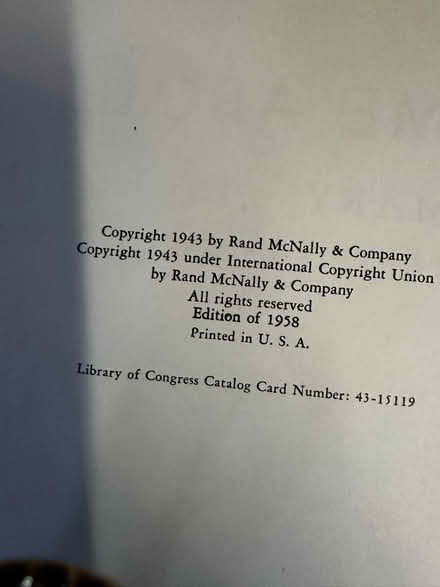 Copyright 1943 by Rand McNally & Company
Copyright 1943 under International Copyright Union
by Rand McNally & Company
All rights reserved
Edition of 1958
Printed in U. S. A.
Library of Congress Catalog Card Number: 43-15119